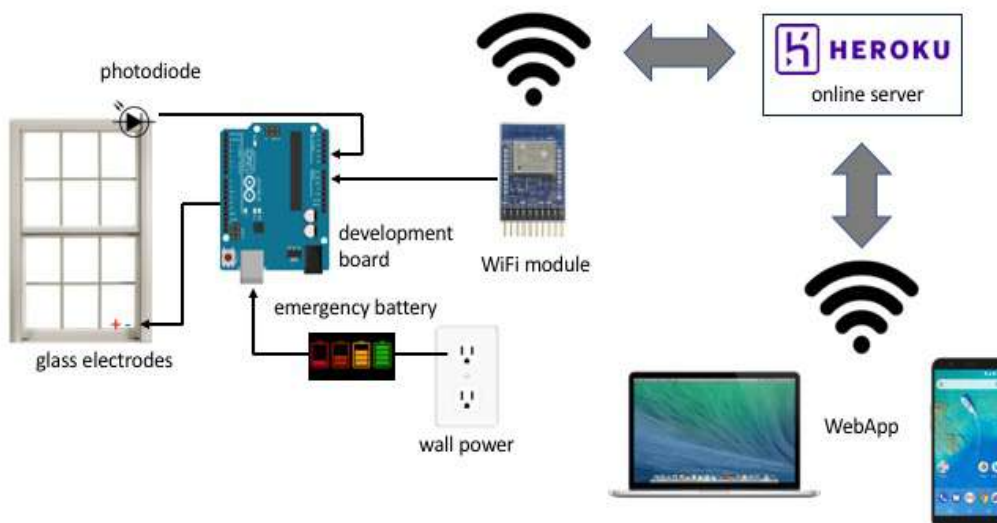 photodiode
HEROKU
online server
development
board
WiFi module
emergency battery
+ -
glass electrodes
WebApp
wall power